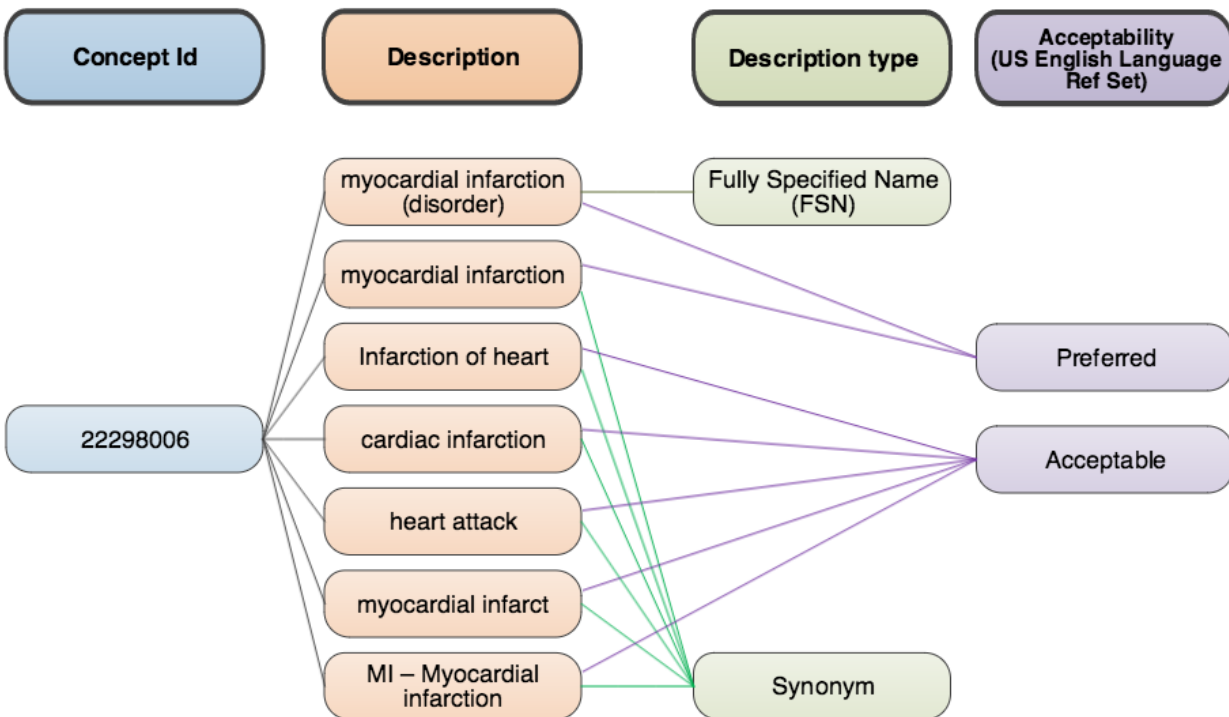 Concept Id
Description
Description type
Acceptability
(US English Language
Ref Set)
myocardial infarction
(disorder)
Fully Specified Name
(FSN)
myocardial infarction
Infarction of heart
Preferred
22298006
cardiac infarction
Acceptable
heart attack
myocardial infarct
MI – Myocardial
infarction
Synonym